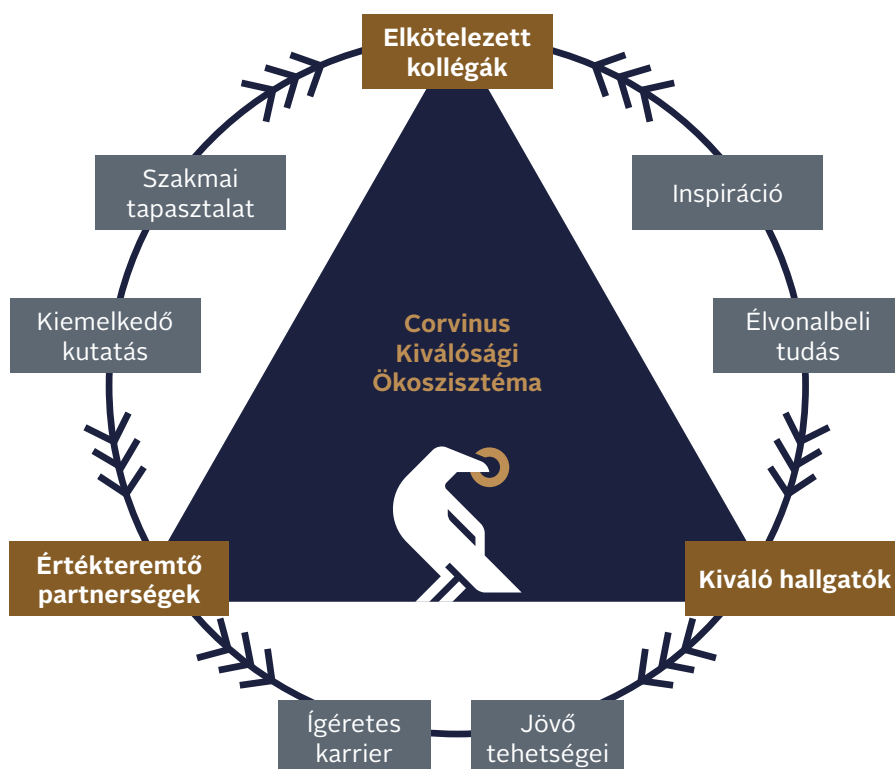 Elkötelezett
kollégák
Szakmai
tapasztalat
Inspiráció
Kiemelkedő
kutatás
Corvinus
Kiválósági
Ökoszisztéma
Élvonalbeli
tudás
Értékteremtő
partnerségek
Kiváló hallgatók
Ígéretes
karrier
Jövő
tehetségei